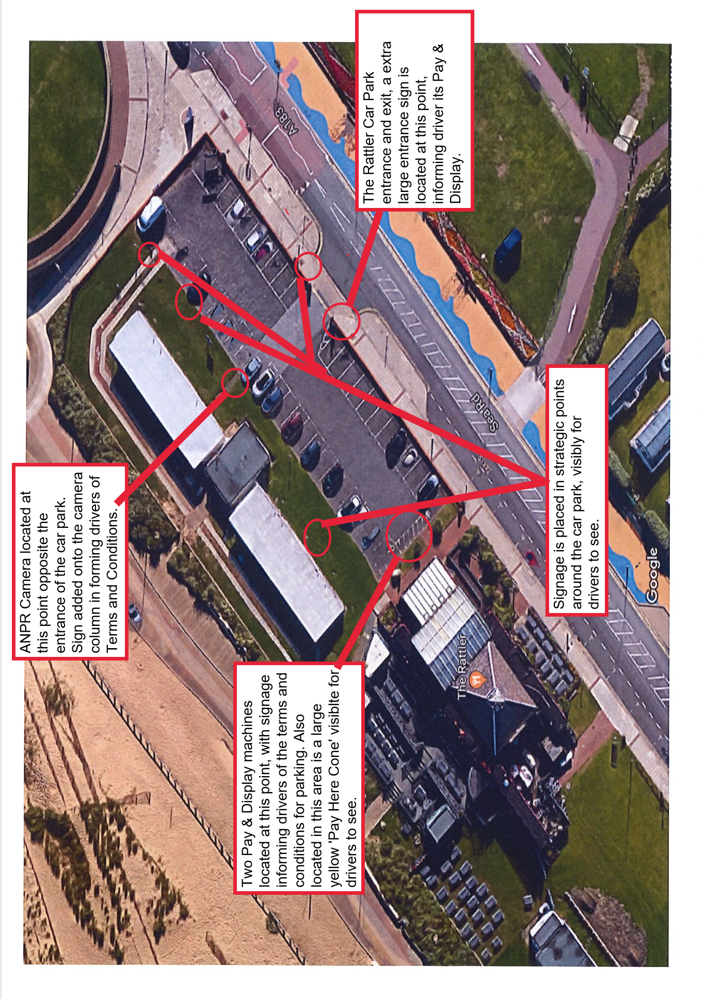 ANPR Camera located at
this point opposite the
entrance of the car park.
Sign added onto the camera
column in forming drivers of
Terms and Conditions.
Two Pay & Display machines
located at this point, with signage
informing drivers of the terms and
conditions for parking. Also
located in this area is a large
yellow 'Pay Here Cone' visiblte for
drivers to see.
The Rattler Car Park
entrance and exit, a extra
large entrance sign is
located at this point,
informing driver its Pay &
Display.
Signage is placed in strategic points
around the car park, visibly for
drivers to see.
A183
Sea Rd
The Rattler
Google